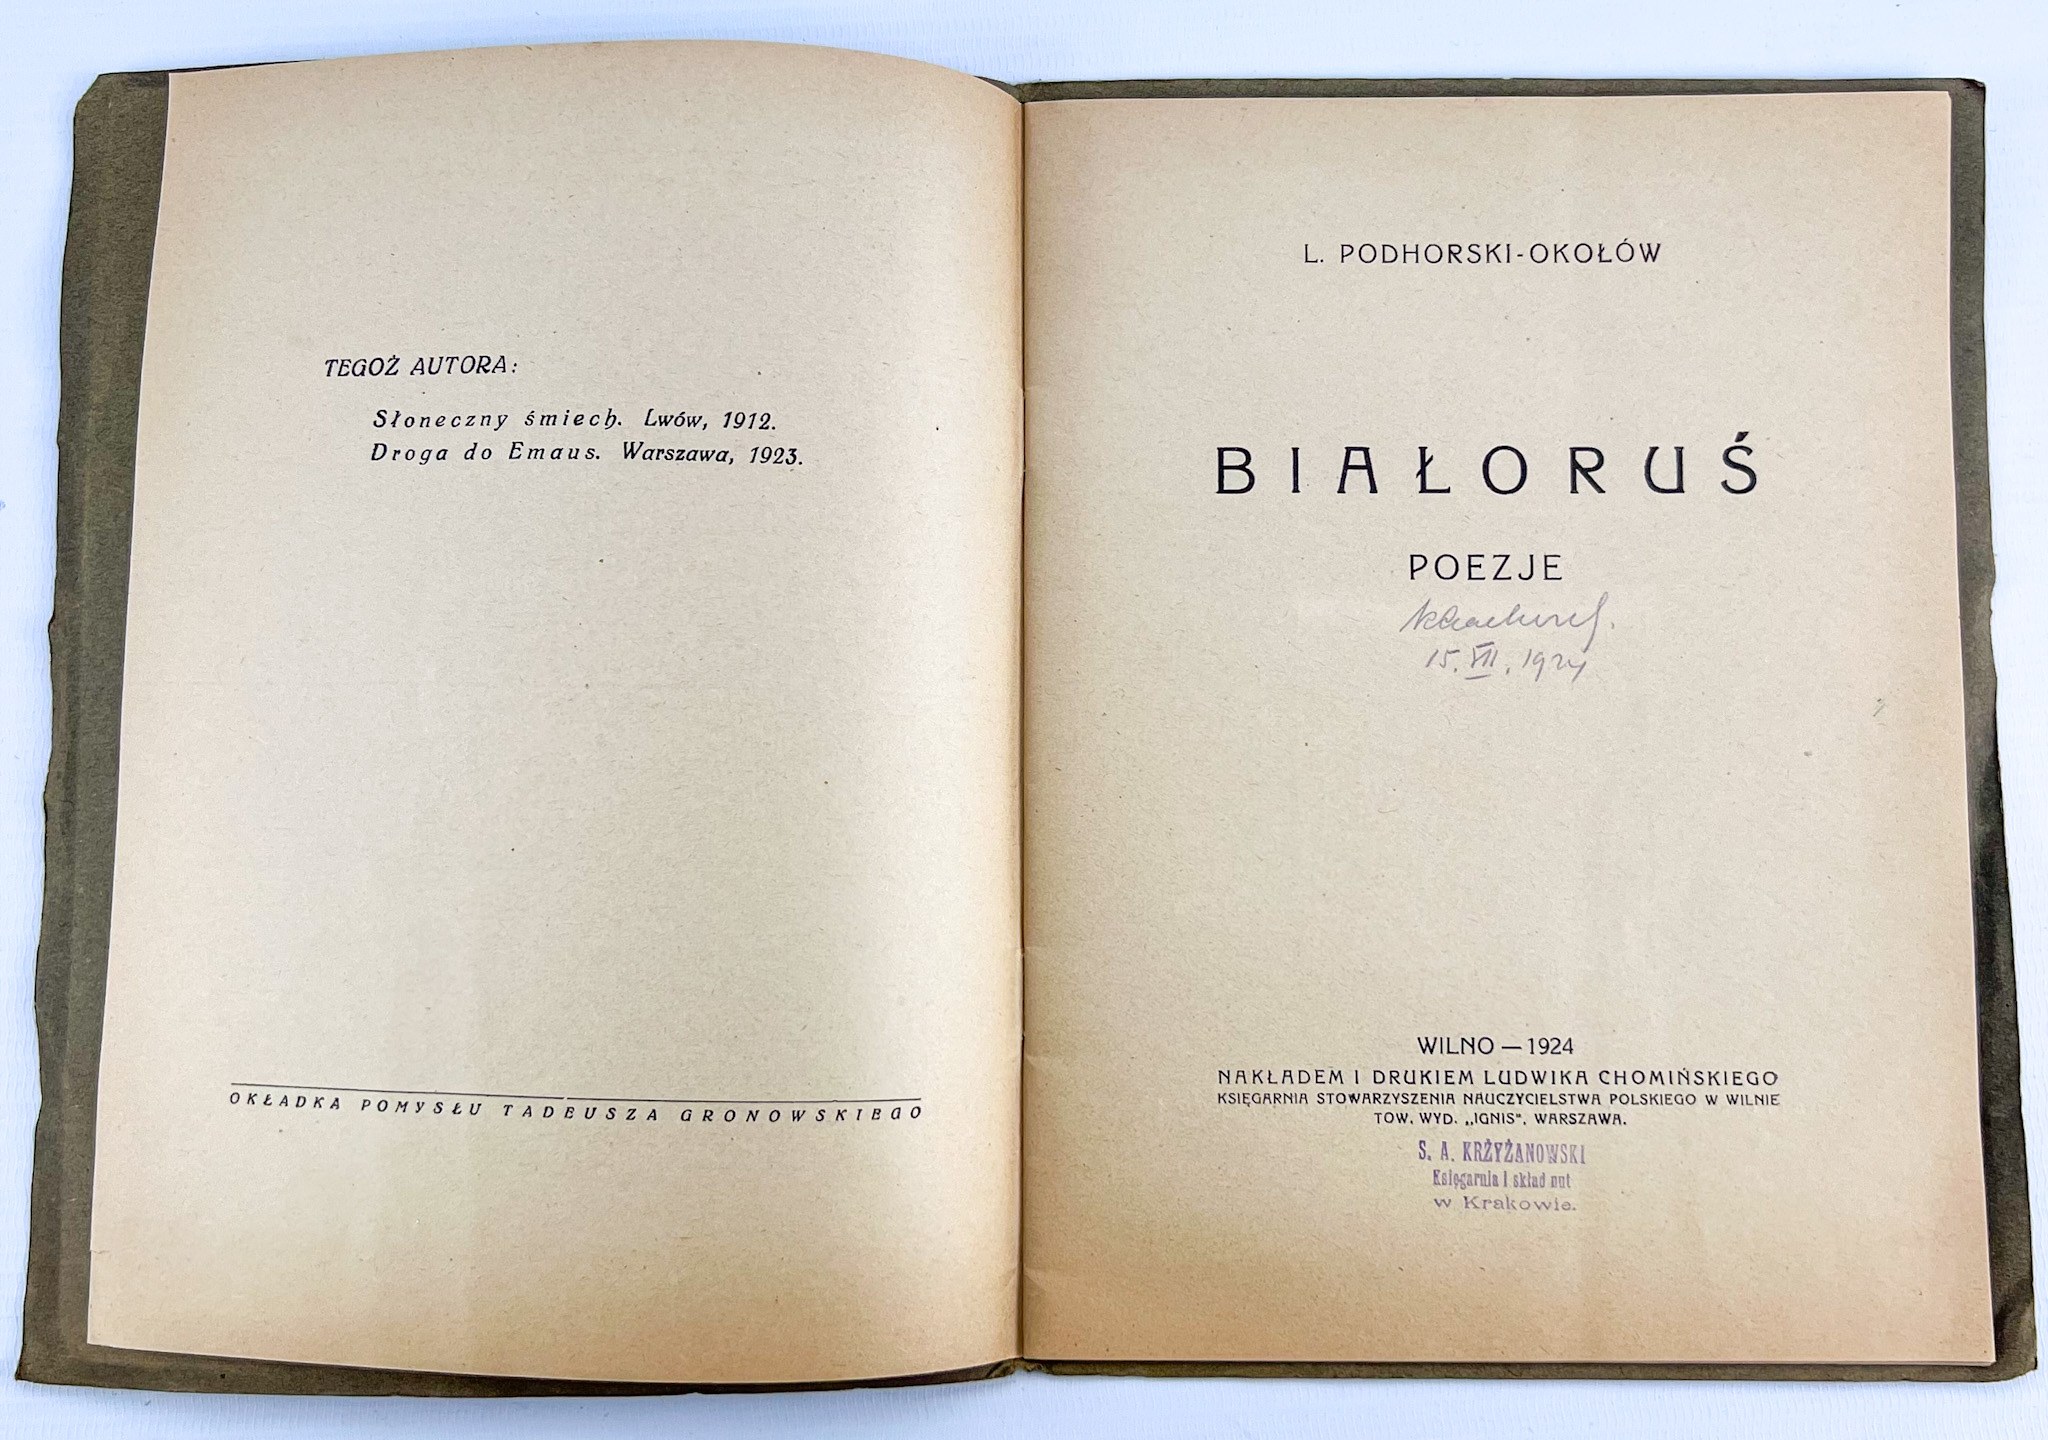 TEGOŻ AUTORA:
Słoneczny śmiech. Lwów, 1912.
Droga do Emaus. Warszawa, 1923.
OKŁADKA POMYSŁU TADEUSZA GRONOWSKIEGO
L. PODHORSKI-OKOŁÓW
BIAŁORUŚ
POEZJE
15. VII. 1924
WILNO — 1924
NAKŁADEM I DRUKIEM LUDWIKA CHOMIŃSKIEGO
KSIĘGARNIA STOWARZYSZENIA NAUCZYCIELSTWA POLSKIEGO W WILNIE
TOW. WYD. „IGNIS“, WARSZAWA.
S. A. KRZYŻANOWSKI
Księgarnia i skład nut
w Krakowie.